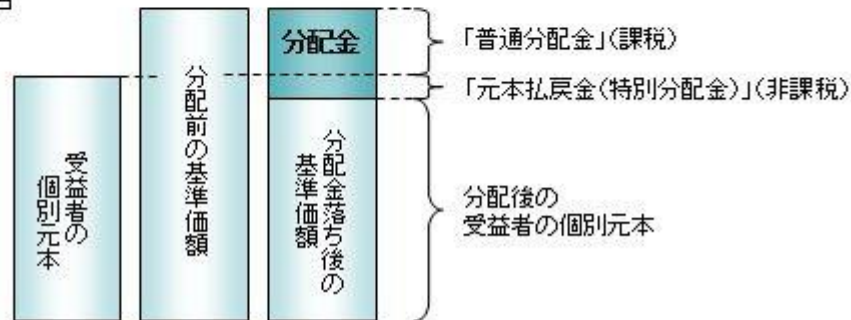 受益者の
個別元本
分配前の基準価額
分配金
分配金落ち後の
基準価額
「普通分配金」(課税)
「元本払戻金(特別分配金)」(非課税)
分配後の
受益者の個別元本